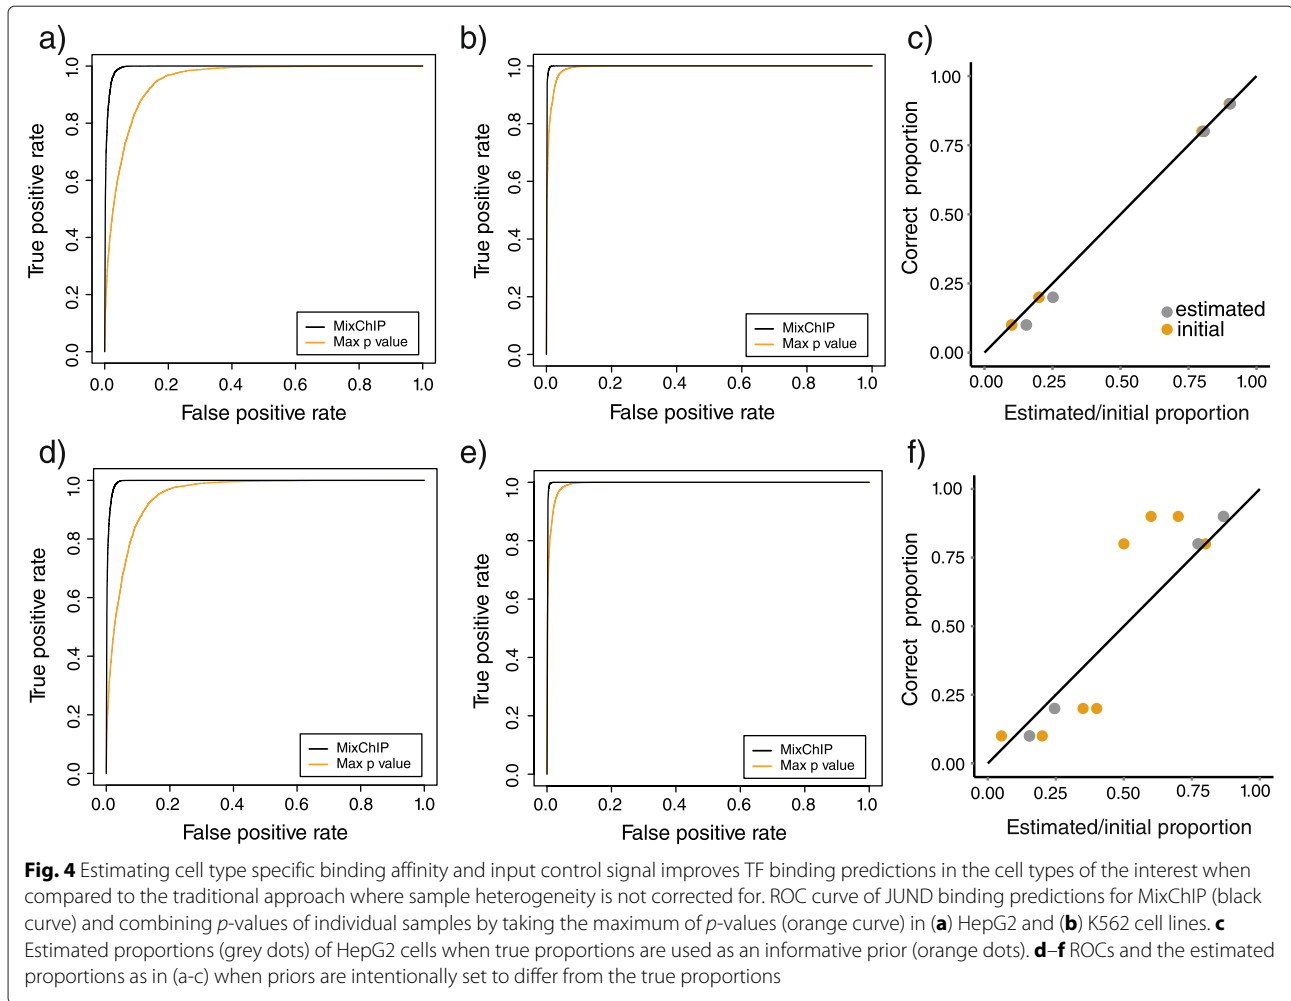 a)
1.0
0.8
0.6
0.4
0.2
0.0
True positive rate
MixChIP
Max p value
0.0 0.2 0.4 0.6 0.8 1.0
False positive rate
b)
1.0
0.8
0.6
0.4
0.2
0.0
True positive rate
MixChIP
Max p value
0.0 0.2 0.4 0.6 0.8 1.0
False positive rate
c)
1.00
0.75
0.50
0.25
0.00
Correct proportion
estimated
initial
0.00 0.25 0.50 0.75 1.00
Estimated/initial proportion
d)
1.0
0.8
0.6
0.4
0.2
0.0
True positive rate
MixChIP
Max p value
0.0 0.2 0.4 0.6 0.8 1.0
False positive rate
e)
1.0
0.8
0.6
0.4
0.2
0.0
True positive rate
MixChIP
Max p value
0.0 0.2 0.4 0.6 0.8 1.0
False positive rate
f)
1.00
0.75
0.50
0.25
0.00
Correct proportion
0.00 0.25 0.50 0.75 1.00
Estimated/initial proportion
Fig. 4 Estimating cell type specific binding affinity and input control signal improves TF binding predictions in the cell types of the interest when
compared to the traditional approach where sample heterogeneity is not corrected for. ROC curve of JUND binding predictions for MixChIP (black
curve) and combining p-values of individual samples by taking the maximum of p-values (orange curve) in (a) HepG2 and (b) K562 cell lines. c
Estimated proportions (grey dots) of HepG2 cells when true proportions are used as an informative prior (orange dots). d–f ROCs and the estimated
proportions as in (a-c) when priors are intentionally set to differ from the true proportions